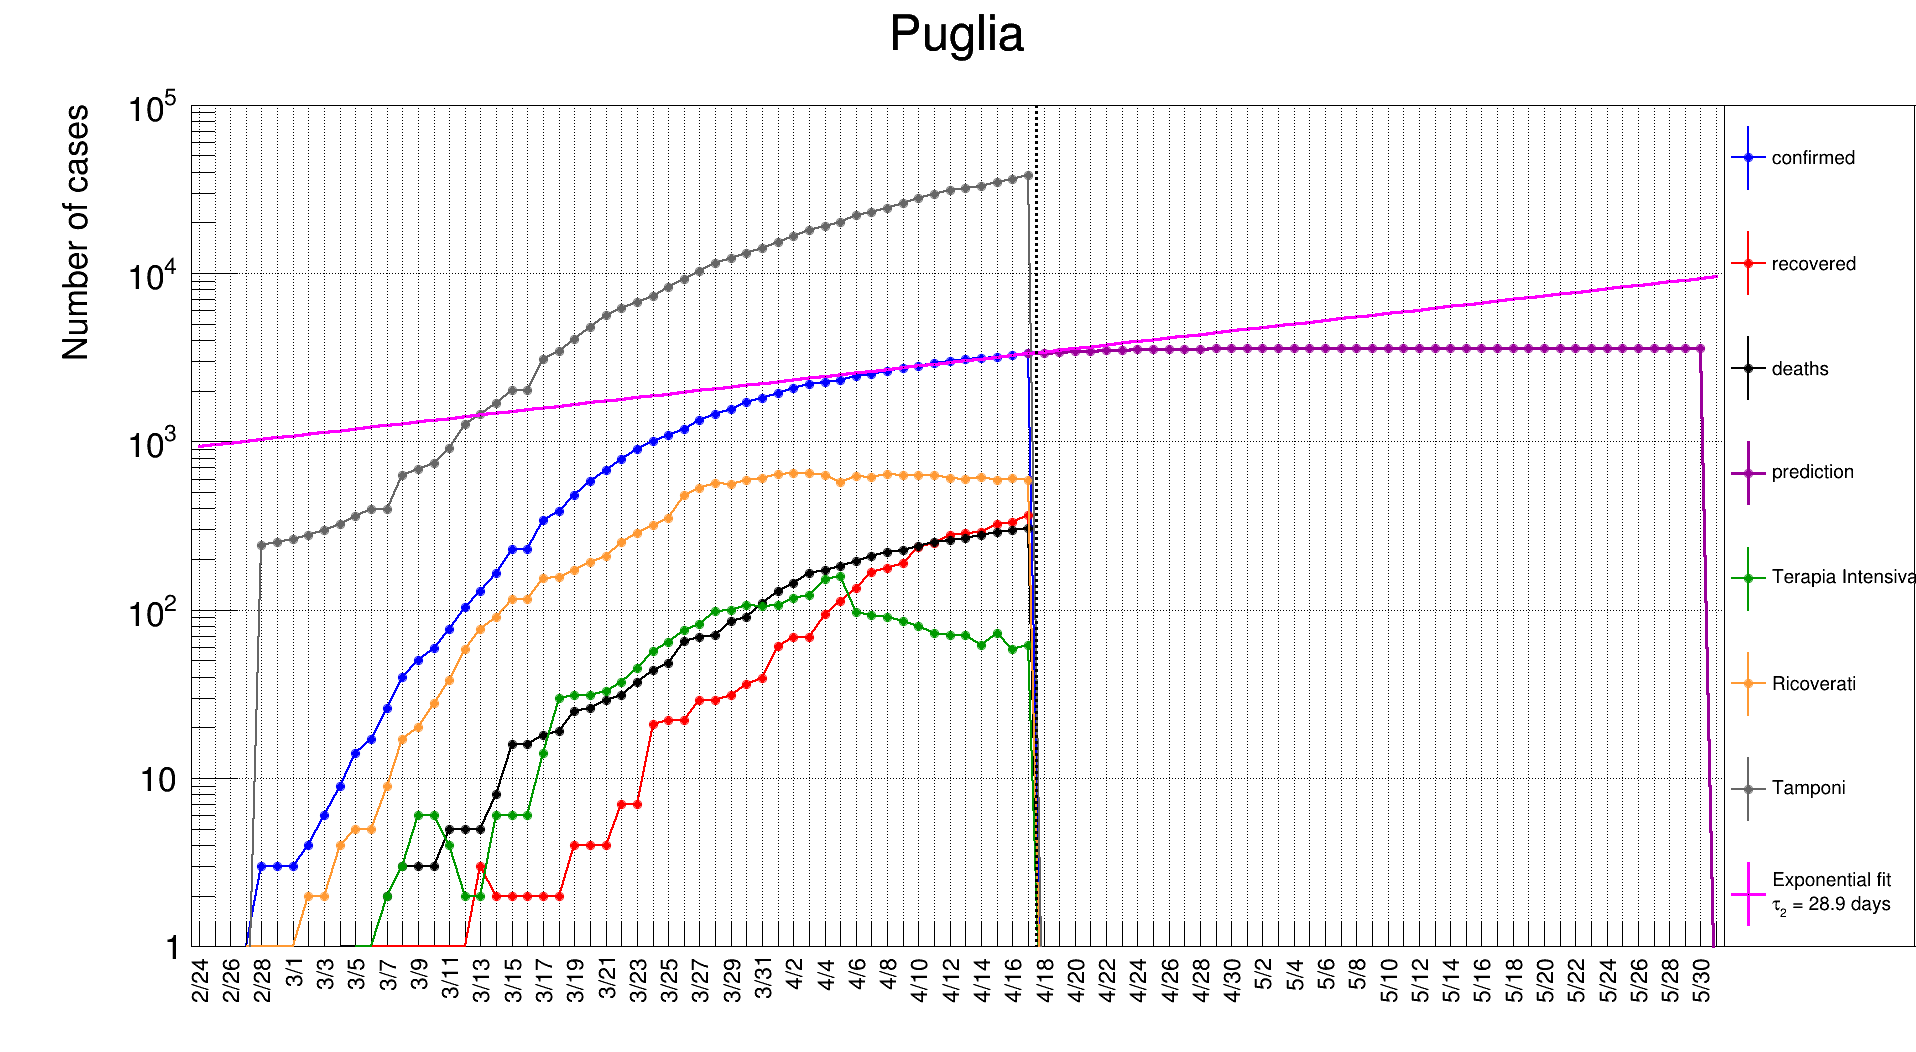 Puglia
Number of cases
10^5
10^4
10^3
10^2
10
1
2/24 2/26 2/28 3/1 3/3 3/5 3/7 3/9 3/11 3/13 3/15 3/17 3/19 3/21 3/23 3/25 3/27 3/29 3/31 4/2 4/4 4/6 4/8 4/10 4/12 4/14 4/16 4/18 4/20 4/22 4/24 4/26 4/28 4/30 5/2 5/4 5/6 5/8 5/10 5/12 5/14 5/16 5/18 5/20 5/22 5/24 5/26 5/28 5/30
confirmed
recovered
deaths
prediction
Terapia Intensiva
Ricoverati
Tamponi
Exponential fit
τ₂ = 28.9 days